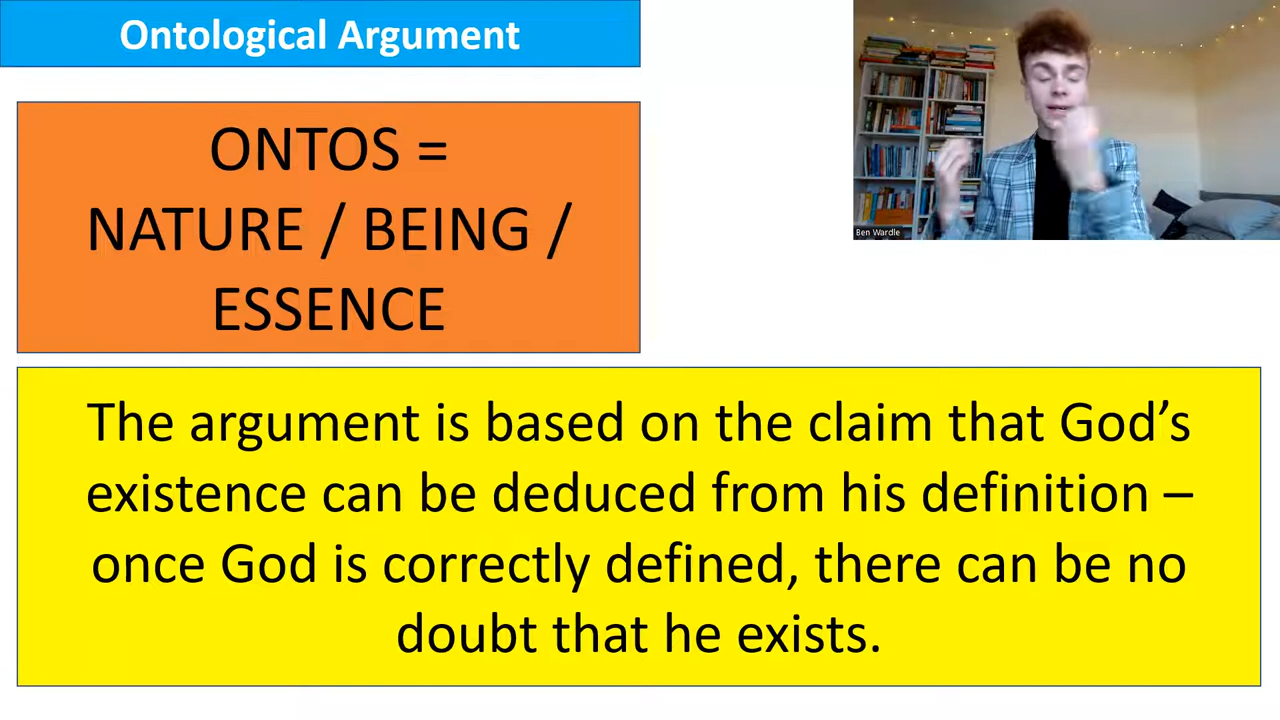 Ontological Argument
ONTOS =
NATURE / BEING /
ESSENCE
Ben Wardle
The argument is based on the claim that God’s
existence can be deduced from his definition –
once God is correctly defined, there can be no
doubt that he exists.